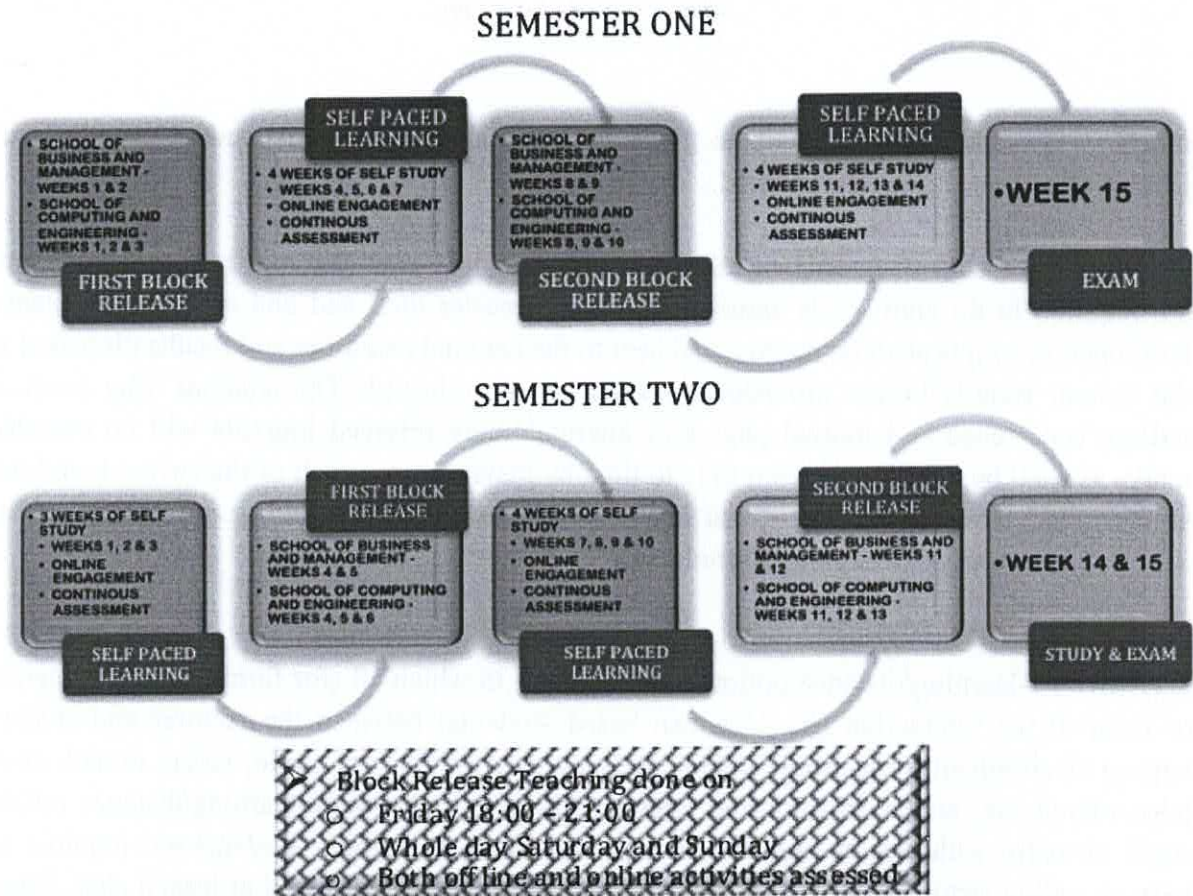 SEMESTER ONE
• SCHOOL OF
BUSINESS AND
MANAGEMENT -
WEEKS 1 & 2
• SCHOOL OF
COMPUTING AND
ENGINEERING -
WEEKS 1, 2 & 3
FIRST BLOCK
RELEASE
SELF PACED
LEARNING
• 4 WEEKS OF SELF STUDY
• WEEKS 4, 5, 6 & 7
• ONLINE ENGAGEMENT
• CONTINOUS
ASSESSMENT
• SCHOOL OF
BUSINESS AND
MANAGEMENT -
WEEKS 8 & 9
• SCHOOL OF
COMPUTING AND
ENGINEERING -
WEEKS 8, 9 & 10
SECOND BLOCK
RELEASE
SELF PACED
LEARNING
• 4 WEEKS OF SELF STUDY
• WEEKS 11, 12, 13 & 14
• ONLINE ENGAGEMENT
• CONTINOUS
ASSESSMENT
• WEEK 15
EXAM
SEMESTER TWO
• 3 WEEKS OF SELF
STUDY
• WEEKS 1, 2 & 3
• ONLINE
ENGAGEMENT
• CONTINOUS
ASSESSMENT
SELF PACED
LEARNING
FIRST BLOCK
RELEASE
• SCHOOL OF BUSINESS
AND MANAGEMENT -
WEEKS 4 & 5
• SCHOOL OF COMPUTING
AND ENGINEERING -
WEEKS 4, 5 & 6
• 4 WEEKS OF SELF
STUDY
• WEEKS 7, 8, 9 & 10
• ONLINE
ENGAGEMENT
• CONTINOUS
ASSESSMENT
SELF PACED
LEARNING
SECOND BLOCK
RELEASE
• SCHOOL OF BUSINESS AND
MANAGEMENT - WEEKS 11
& 12
• SCHOOL OF COMPUTING
AND ENGINEERING -
WEEKS 11, 12 & 13
• WEEK 14 & 15
STUDY & EXAM
➤ Block Release Teaching done on
o Friday 18:00 – 21:00
o Whole day Saturday and Sunday
o Both off line and online activities assessed